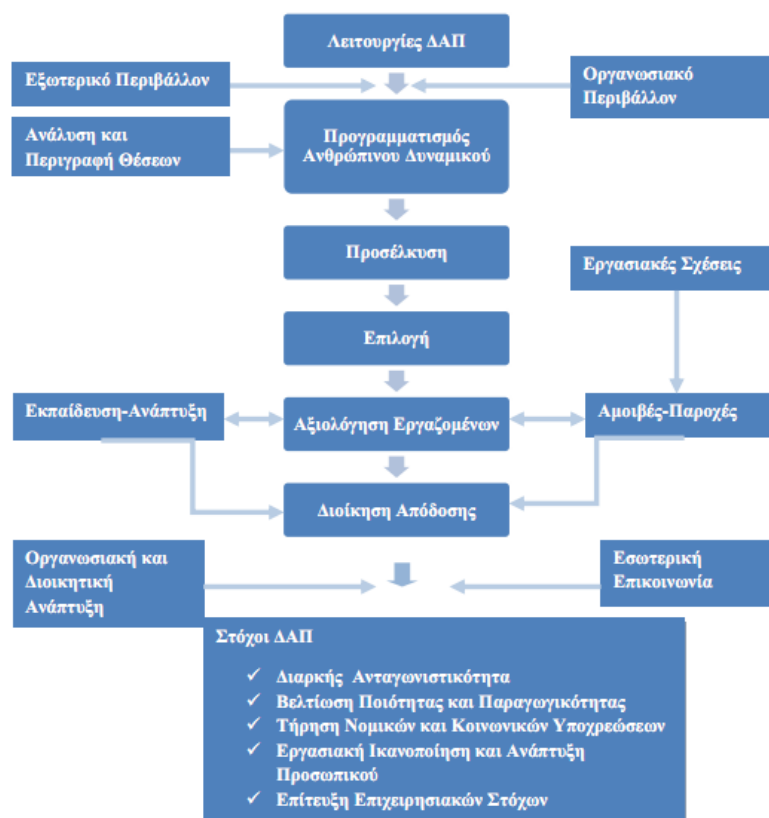 Λειτουργίες ΔΑΠ
Εξωτερικό Περιβάλλον
Οργανωσιακό
Περιβάλλον
Ανάλυση και
Περιγραφή Θέσεων
Προγραμματισμός
Ανθρώπινου Δυναμικού
Προσέλκυση
Εργασιακές Σχέσεις
Επιλογή
Εκπαίδευση-Ανάπτυξη
Αξιολόγηση Εργαζομένων
Αμοιβές-Παροχές
Διοίκηση Απόδοσης
Οργανωσιακή και
Διοικητική
Ανάπτυξη
Εσωτερική
Επικοινωνία
Στόχοι ΔΑΠ
✓ Διαρκής Ανταγωνιστικότητα
✓ Βελτίωση Ποιότητας και Παραγωγικότητας
✓ Τήρηση Νομικών και Κοινωνικών Υποχρεώσεων
✓ Εργασιακή Ικανοποίηση και Ανάπτυξη
Προσωπικού
✓ Επίτευξη Επιχειρησιακών Στόχων